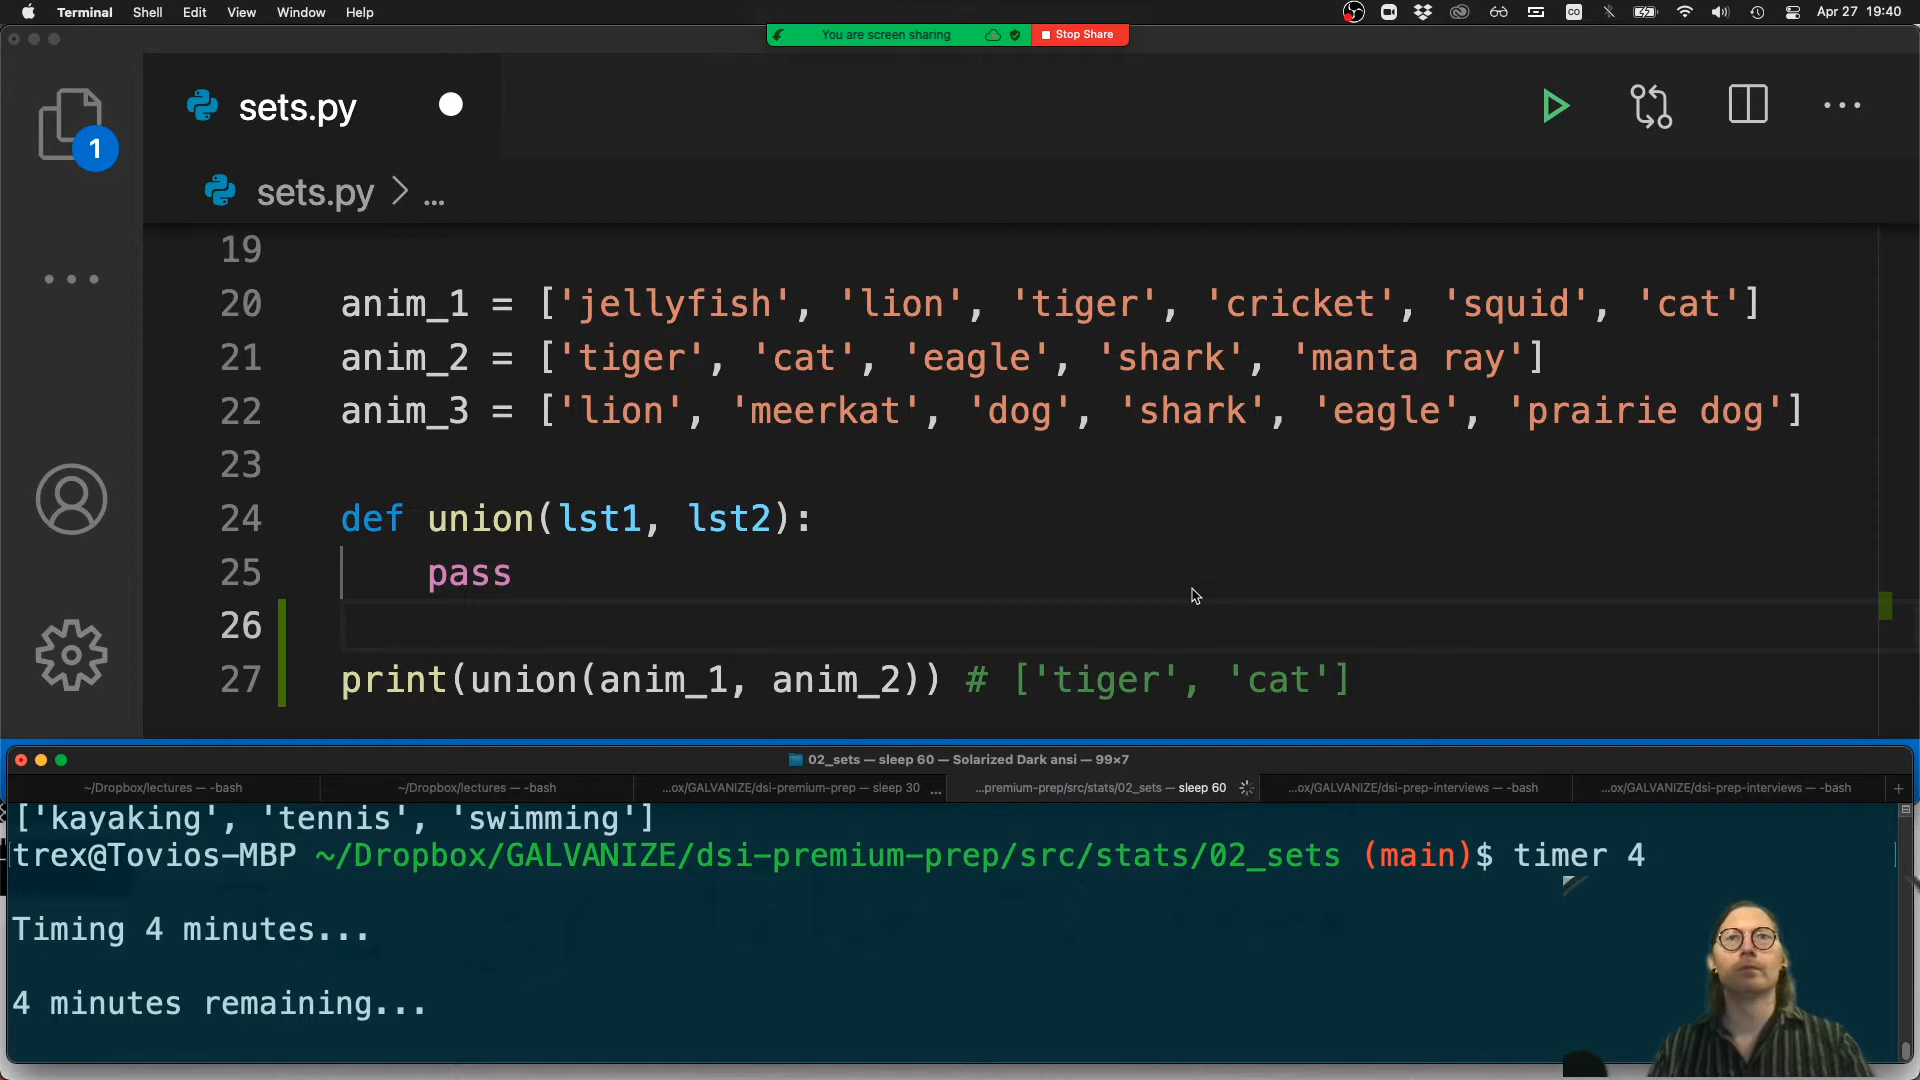 Terminal Shell Edit View Window Help Apr 27 19:40
You are screen sharing Stop Share
sets.py
1
sets.py > ...
19
20 anim_1 = ['jellyfish', 'lion', 'tiger', 'cricket', 'squid', 'cat']
21 anim_2 = ['tiger', 'cat', 'eagle', 'shark', 'manta ray']
22 anim_3 = ['lion', 'meerkat', 'dog', 'shark', 'eagle', 'prairie dog']
23
24 def union(lst1, lst2):
25 pass
26
27 print(union(anim_1, anim_2)) # ['tiger', 'cat']
02_sets — sleep 60 — Solarized Dark ansi — 99×7
~/Dropbox/lectures — -bash ~/Dropbox/lectures — -bash ...ox/GALVANIZE/dsi-premium-prep — sleep 30 ... ...premium-prep/src/stats/02_sets — sleep 60 ...ox/GALVANIZE/dsi-prep-interviews — -bash ...ox/GALVANIZE/dsi-prep-interviews — -bash +
['kayaking', 'tennis', 'swimming']
trex@Tovios-MBP ~/Dropbox/GALVANIZE/dsi-premium-prep/src/stats/02_sets (main)$ timer 4
Timing 4 minutes...
4 minutes remaining...